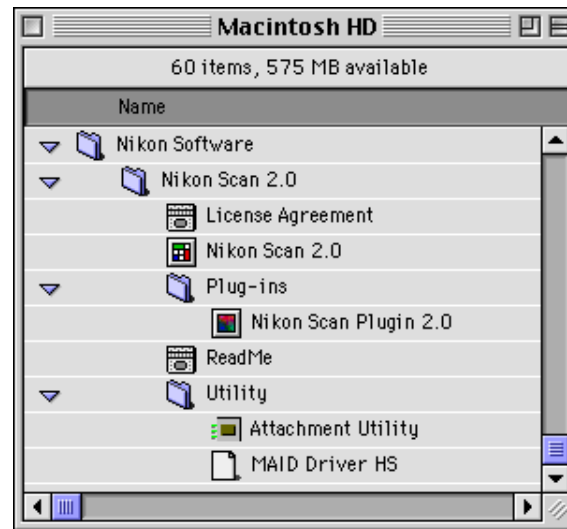 Macintosh HD
60 items, 575 MB available
Name
Nikon Software
Nikon Scan 2.0
License Agreement
Nikon Scan 2.0
Plug-ins
Nikon Scan Plugin 2.0
ReadMe
Utility
Attachment Utility
MAID Driver HS